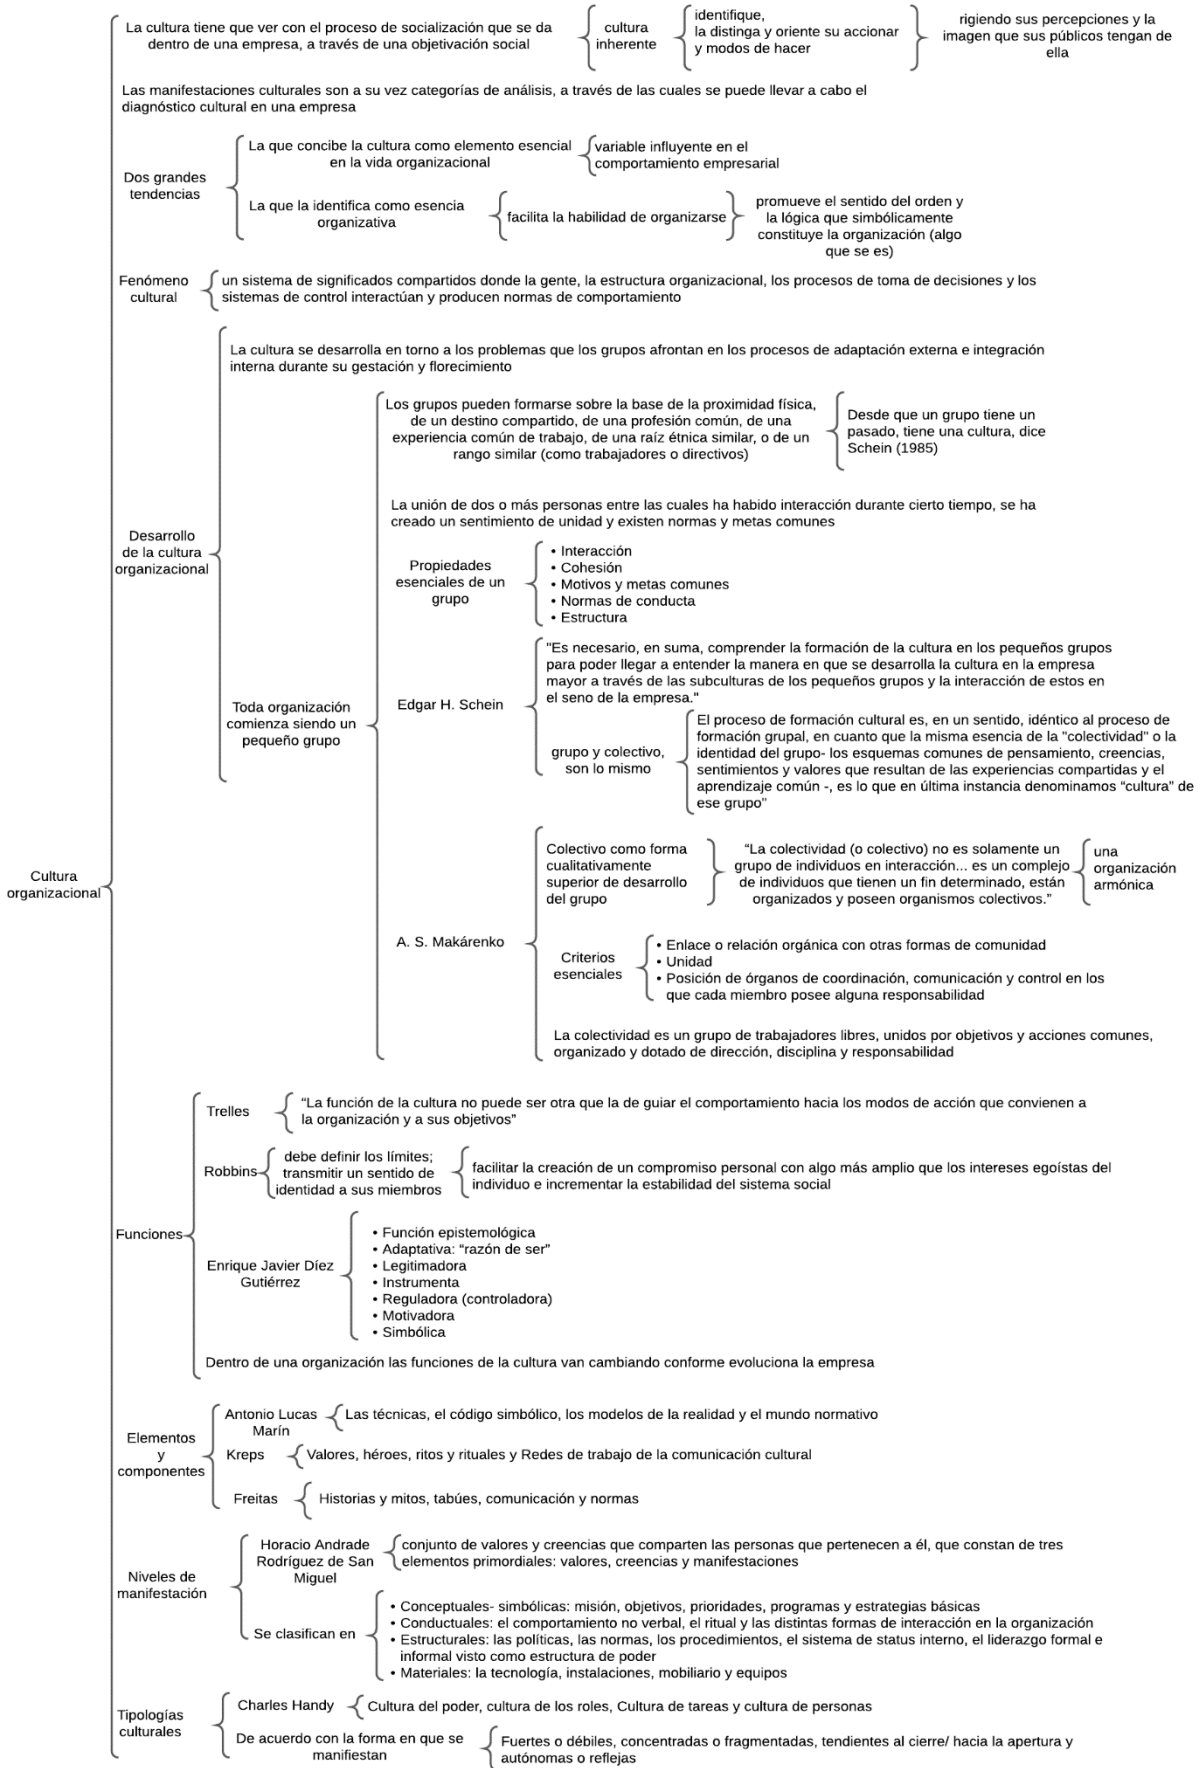 La cultura tiene que ver con el proceso de socialización que se da
dentro de una empresa, a través de una objetivación social
cultura
inherente
identifique,
la distinga y oriente su accionar
y modos de hacer
rigiendo sus percepciones y la
imagen que sus públicos tengan de
ella
Las manifestaciones culturales son a su vez categorías de análisis, a través de las cuales se puede llevar a cabo el
diagnóstico cultural en una empresa
Dos grandes
tendencias
La que concibe la cultura como elemento esencial
en la vida organizacional
variable influyente en el
comportamiento empresarial
La que la identifica como esencia
organizativa
facilita la habilidad de organizarse
promueve el sentido del orden y
la lógica que simbólicamente
constituye la organización (algo
que se es)
Fenómeno
cultural
un sistema de significados compartidos donde la gente, la estructura organizacional, los procesos de toma de decisiones y los
sistemas de control interactúan y producen normas de comportamiento
Desarrollo
de la cultura
organizacional
La cultura se desarrolla en torno a los problemas que los grupos afrontan en los procesos de adaptación externa e integración
interna durante su gestación y florecimiento
Toda organización
comienza siendo un
pequeño grupo
Los grupos pueden formarse sobre la base de la proximidad física,
de un destino compartido, de una profesión común, de una
experiencia común de trabajo, de una raíz étnica similar, o de un
rango similar (como trabajadores o directivos)
Desde que un grupo tiene un
pasado, tiene una cultura, dice
Schein (1985)
La unión de dos o más personas entre las cuales ha habido interacción durante cierto tiempo, se ha
creado un sentimiento de unidad y existen normas y metas comunes
Propiedades
esenciales de un
grupo
• Interacción
• Cohesión
• Motivos y metas comunes
• Normas de conducta
• Estructura
Edgar H. Schein
"Es necesario, en suma, comprender la formación de la cultura en los pequeños grupos
para poder llegar a entender la manera en que se desarrolla la cultura en la empresa
mayor a través de las subculturas de los pequeños grupos y la interacción de estos en
el seno de la empresa."
grupo y colectivo,
son lo mismo
El proceso de formación cultural es, en un sentido, idéntico al proceso de
formación grupal, en cuanto que la misma esencia de la "colectividad" o la
identidad del grupo- los esquemas comunes de pensamiento, creencias,
sentimientos y valores que resultan de las experiencias compartidas y el
aprendizaje común -, es lo que en última instancia denominamos “cultura” de
ese grupo"
Cultura
organizacional
A. S. Makárenko
Colectivo como forma
cualitativamente
superior de desarrollo
del grupo
“La colectividad (o colectivo) no es solamente un
grupo de individuos en interacción... es un complejo
de individuos que tienen un fin determinado, están
organizados y poseen organismos colectivos.”
una
organización
armónica
Criterios
esenciales
• Enlace o relación orgánica con otras formas de comunidad
• Unidad
• Posición de órganos de coordinación, comunicación y control en los
que cada miembro posee alguna responsabilidad
La colectividad es un grupo de trabajadores libres, unidos por objetivos y acciones comunes,
organizado y dotado de dirección, disciplina y responsabilidad
Funciones
Trelles
“La función de la cultura no puede ser otra que la de guiar el comportamiento hacia los modos de acción que convienen a
la organización y a sus objetivos”
Robbins
debe definir los límites;
transmitir un sentido de
identidad a sus miembros
facilitar la creación de un compromiso personal con algo más amplio que los intereses egoístas del
individuo e incrementar la estabilidad del sistema social
Enrique Javier Díez
Gutiérrez
• Función epistemológica
• Adaptativa: “razón de ser”
• Legitimadora
• Instrumenta
• Reguladora (controladora)
• Motivadora
• Simbólica
Dentro de una organización las funciones de la cultura van cambiando conforme evoluciona la empresa
Elementos
y
componentes
Antonio Lucas
Marín
Las técnicas, el código simbólico, los modelos de la realidad y el mundo normativo
Kreps
Valores, héroes, ritos y rituales y Redes de trabajo de la comunicación cultural
Freitas
Historias y mitos, tabúes, comunicación y normas
Niveles de
manifestación
Horacio Andrade
Rodríguez de San
Miguel
conjunto de valores y creencias que comparten las personas que pertenecen a él, que constan de tres
elementos primordiales: valores, creencias y manifestaciones
Se clasifican en
• Conceptuales- simbólicas: misión, objetivos, prioridades, programas y estrategias básicas
• Conductuales: el comportamiento no verbal, el ritual y las distintas formas de interacción en la organización
• Estructurales: las políticas, las normas, los procedimientos, el sistema de status interno, el liderazgo formal e
informal visto como estructura de poder
• Materiales: la tecnología, instalaciones, mobiliario y equipos
Tipologías
culturales
Charles Handy
Cultura del poder, cultura de los roles, Cultura de tareas y cultura de personas
De acuerdo con la forma en que se
manifiestan
Fuertes o débiles, concentradas o fragmentadas, tendientes al cierre/ hacia la apertura y
autónomas o reflejas